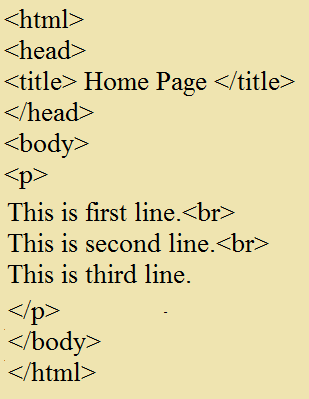 <html>
<head>
<title> Home Page </title>
</head>
<body>
<p>
This is first line.<br>
This is second line.<br>
This is third line.
</p>
</body>
</html>